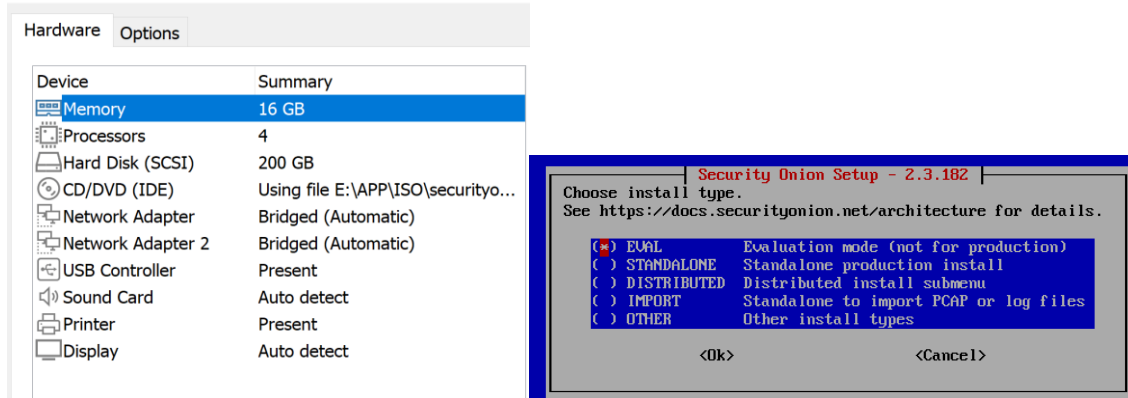 Hardware Options
Device Summary
Memory 16 GB
Processors 4
Hard Disk (SCSI) 200 GB
CD/DVD (IDE) Using file E:\APP\ISO\securityo...
Network Adapter Bridged (Automatic)
Network Adapter 2 Bridged (Automatic)
USB Controller Present
Sound Card Auto detect
Printer Present
Display Auto detect
Security Onion Setup - 2.3.182
Choose install type.
See https://docs.securityonion.net/architecture for details.
(*) EVAL Evaluation mode (not for production)
( ) STANDALONE Standalone production install
( ) DISTRIBUTED Distributed install submenu
( ) IMPORT Standalone to import PCAP or log files
( ) OTHER Other install types
<Ok> <Cancel>